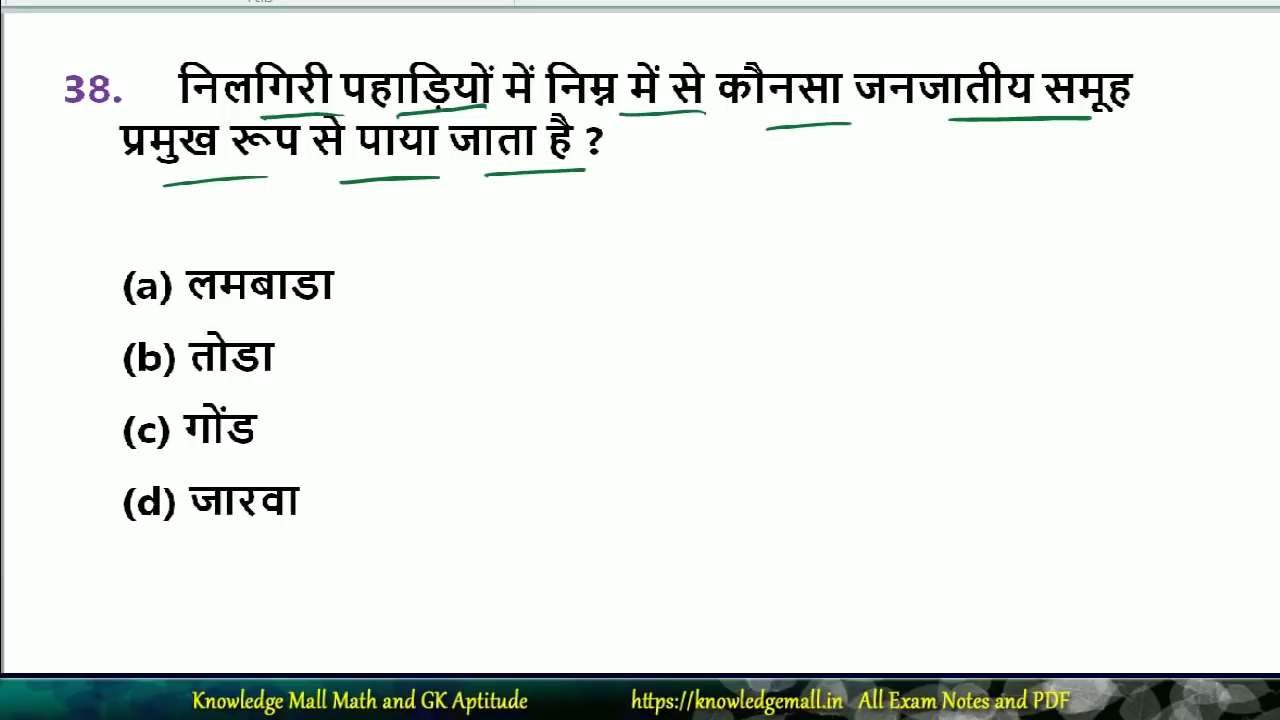 38. निलगिरी पहाड़ियों में निम्न में से कौनसा जनजातीय समूह
प्रमुख रूप से पाया जाता है ?
(a) लमबाडा
(b) तोडा
(c) गोंड
(d) जारवा
Knowledge Mall Math and GK Aptitude https://knowledgemall.in All Exam Notes and PDF